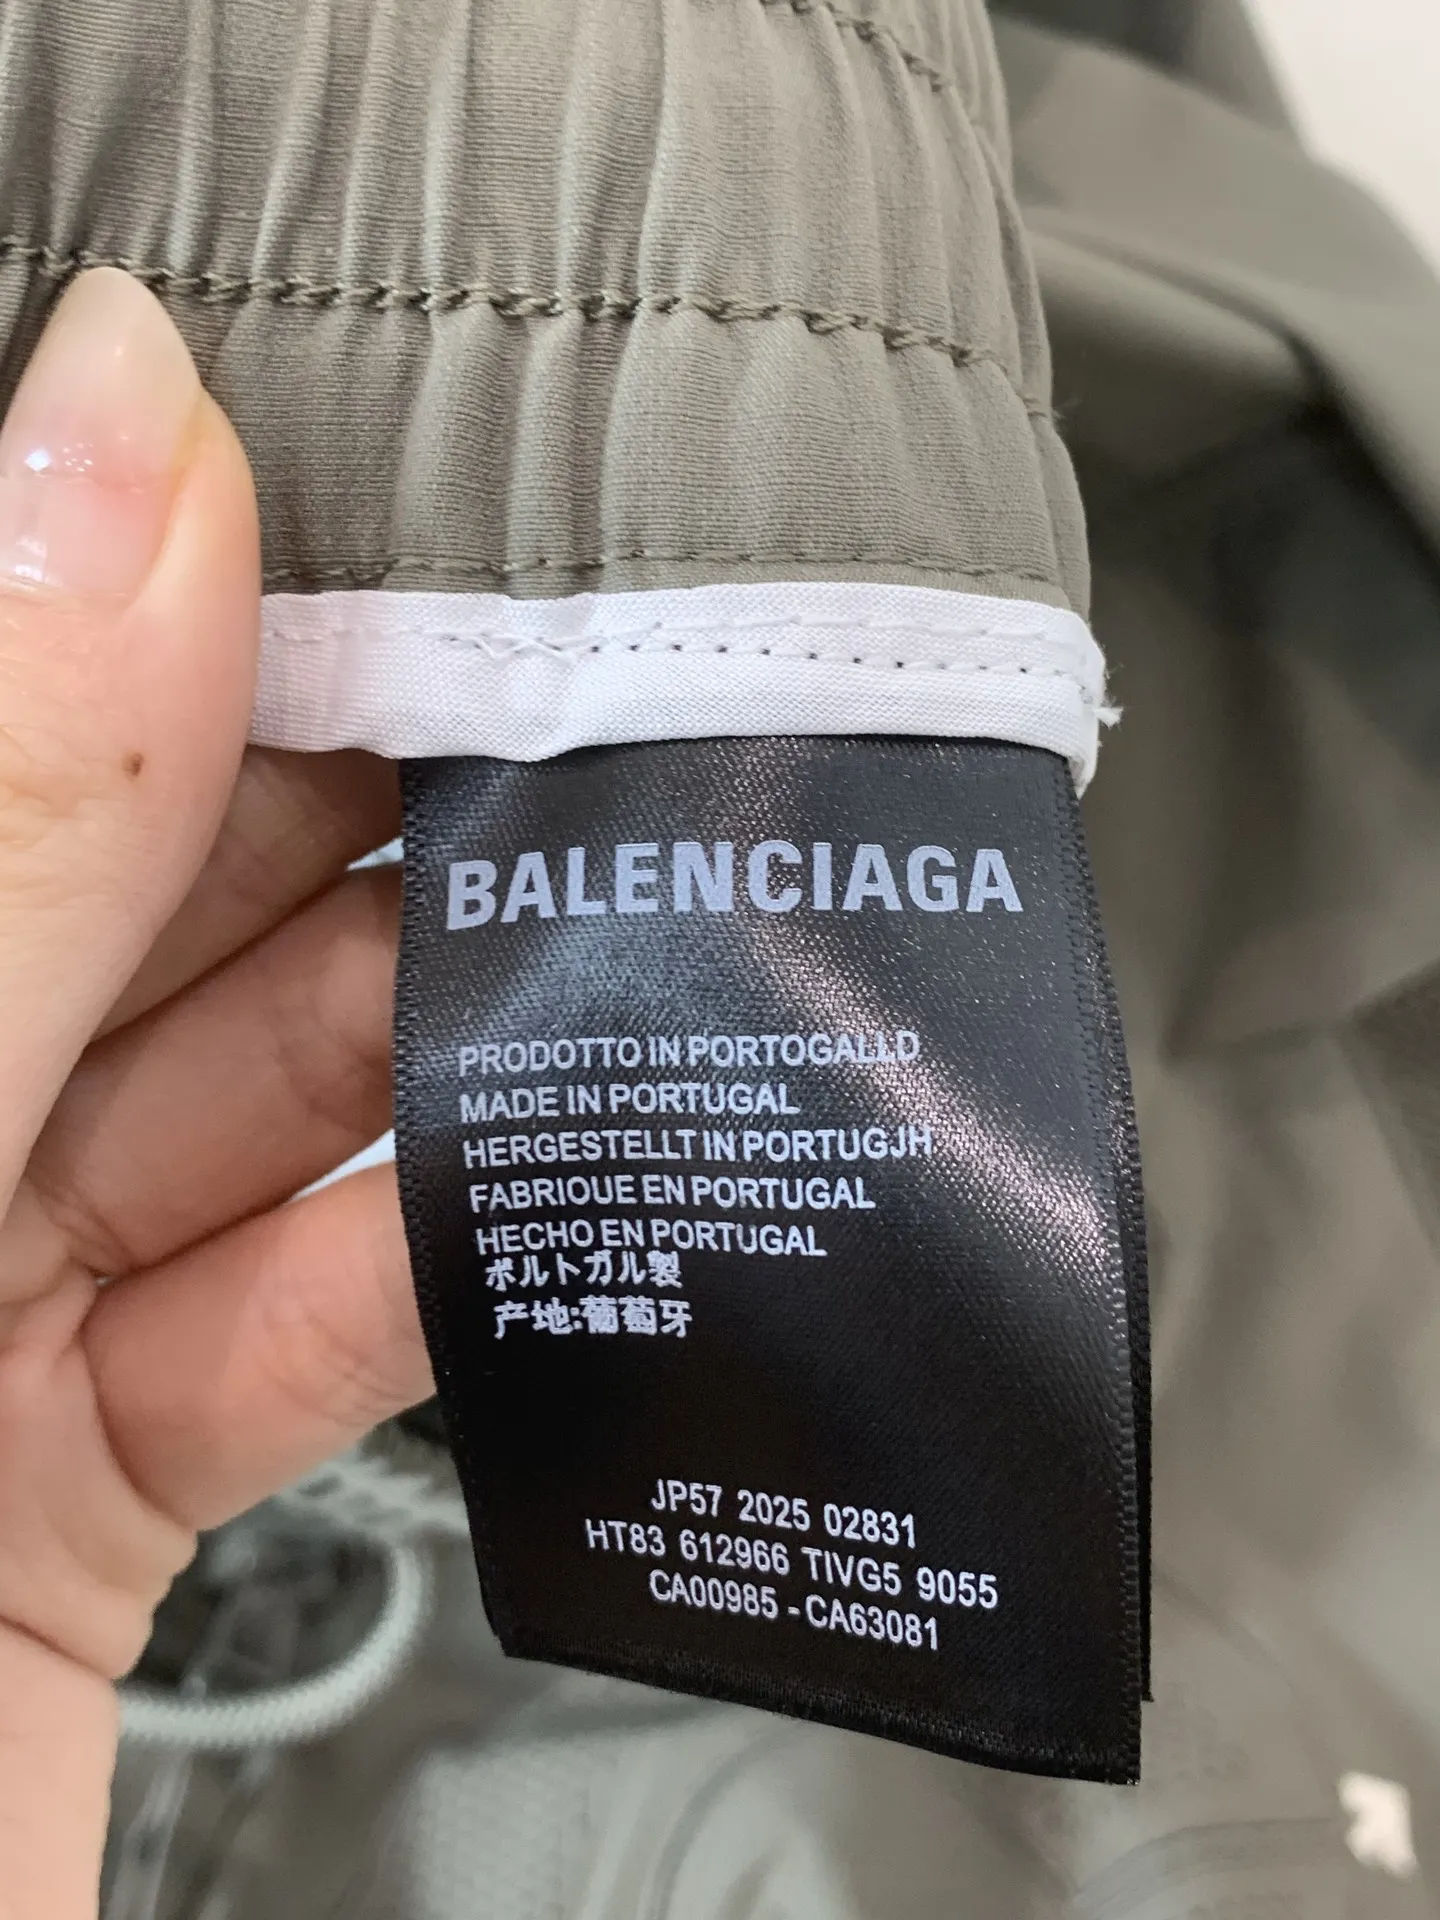 BALENCIAGA
PRODOTTO IN PORTOGALLD
MADE IN PORTUGAL
HERGESTELLT IN PORTUGJH
FABRIOUE EN PORTUGAL
HECHO EN PORTUGAL
ポルトガル製
产地:葡萄牙
JP57 2025 02831
HT83 612966 TIVG5 9055
CA00985 - CA63081